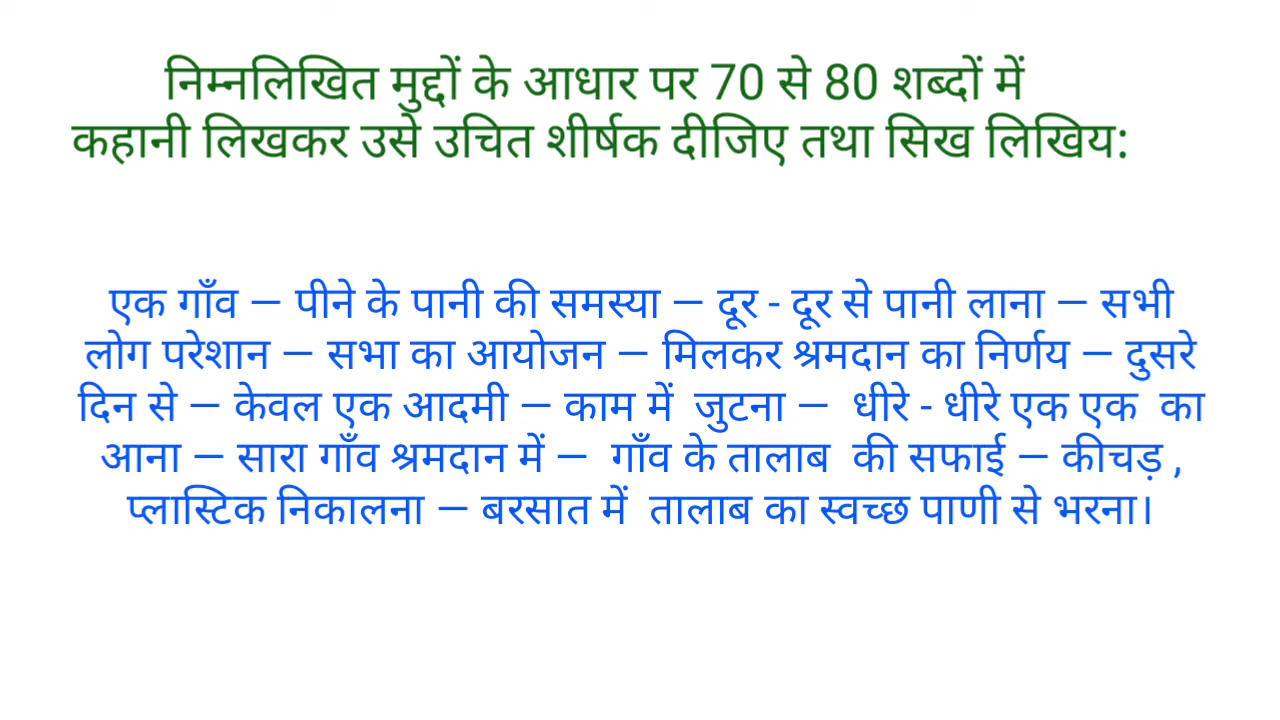 निम्नलिखित मुद्दों के आधार पर 70 से 80 शब्दों में
कहानी लिखकर उसे उचित शीर्षक दीजिए तथा सिख लिखिय:
एक गाँव — पीने के पानी की समस्या — दूर - दूर से पानी लाना — सभी
लोग परेशान — सभा का आयोजन — मिलकर श्रमदान का निर्णय — दुसरे
दिन से — केवल एक आदमी — काम में जुटना — धीरे - धीरे एक एक का
आना — सारा गाँव श्रमदान में — गाँव के तालाब की सफाई — कीचड़ ,
प्लास्टिक निकालना — बरसात में तालाब का स्वच्छ पाणी से भरना।